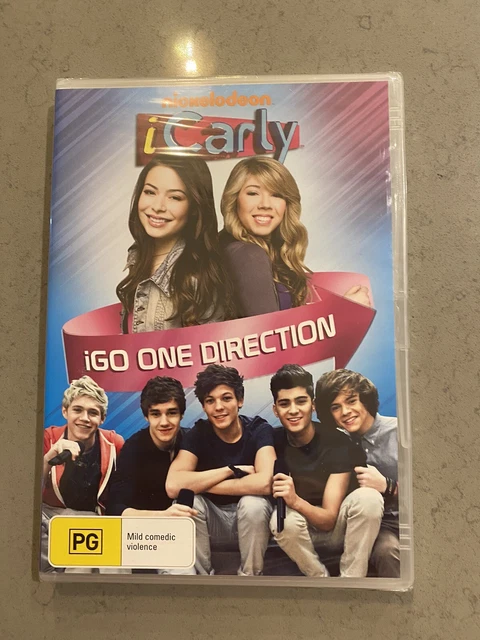 nickelodeon
iCarly
iGO ONE DIRECTION
PG
Mild comedic
violence